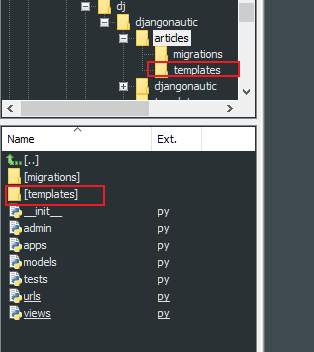 dj
djangonautic
articles
migrations
templates
djangonautic
Name Ext.
[..]
[migrations]
[templates]
__init__ py
admin py
apps py
models py
tests py
urls py
views py